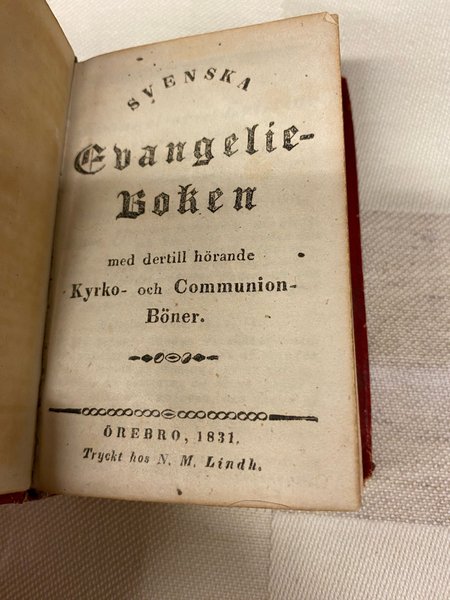 SVENSKA
Evangelie-
Boken
med dertill hörande
Kyrko- och Communion-
Böner.
ÖREBRO, 1831.
Tryckt hos N. M. Lindh.